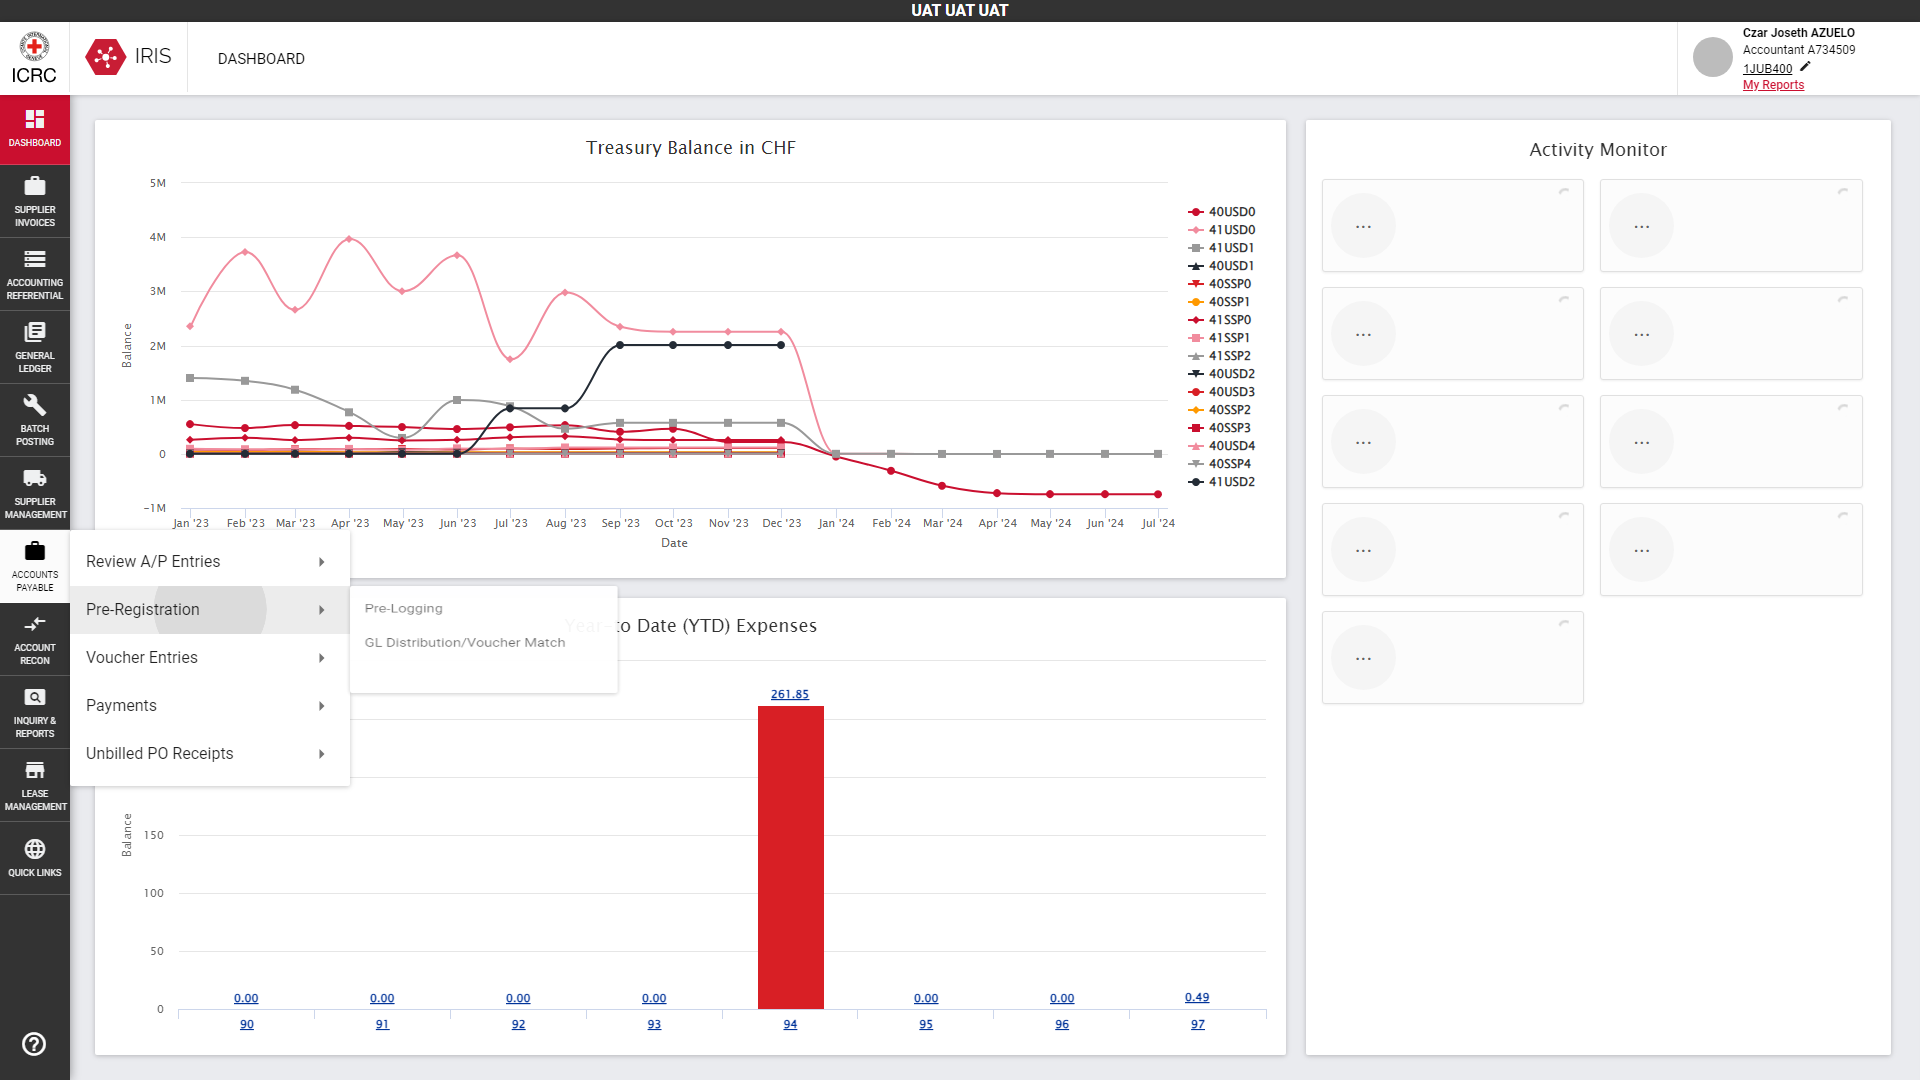 UAT UAT UAT
ICRC
IRIS
DASHBOARD
Czar Joseth AZUELO
Accountant A734509
1JUB400
My Reports
DASHBOARD
SUPPLIER
INVOICES
ACCOUNTING
REFERENTIAL
GENERAL
LEDGER
BATCH
POSTING
SUPPLIER
MANAGEMENT
ACCOUNTS
PAYABLE
ACCOUNT
RECON
INQUIRY &
REPORTS
LEASE
MANAGEMENT
QUICK LINKS
Treasury Balance in CHF
5M
4M
3M
2M
1M
0
-1M
Balance
Jan '23 Feb '23 Mar '23 Apr '23 May '23 Jun '23 Jul '23 Aug '23 Sep '23 Oct '23 Nov '23 Dec '23 Jan '24 Feb '24 Mar '24 Apr '24 May '24 Jun '24 Jul '24
Date
40USD0
41USD0
41USD1
40USD1
40SSP0
40SSP1
41SSP0
41SSP1
41SSP2
40USD2
40USD3
40SSP2
40SSP3
40USD4
40SSP4
41USD2
Review A/P Entries
Pre-Registration
Voucher Entries
Payments
Unbilled PO Receipts
Pre-Logging
GL Distribution/Voucher Match
Year-to Date (YTD) Expenses
Balance
150
100
50
0
0.00 0.00 0.00 0.00 261.85 0.00 0.00 0.49
90 91 92 93 94 95 96 97
Activity Monitor
... ...
... ...
... ...
... ...
...